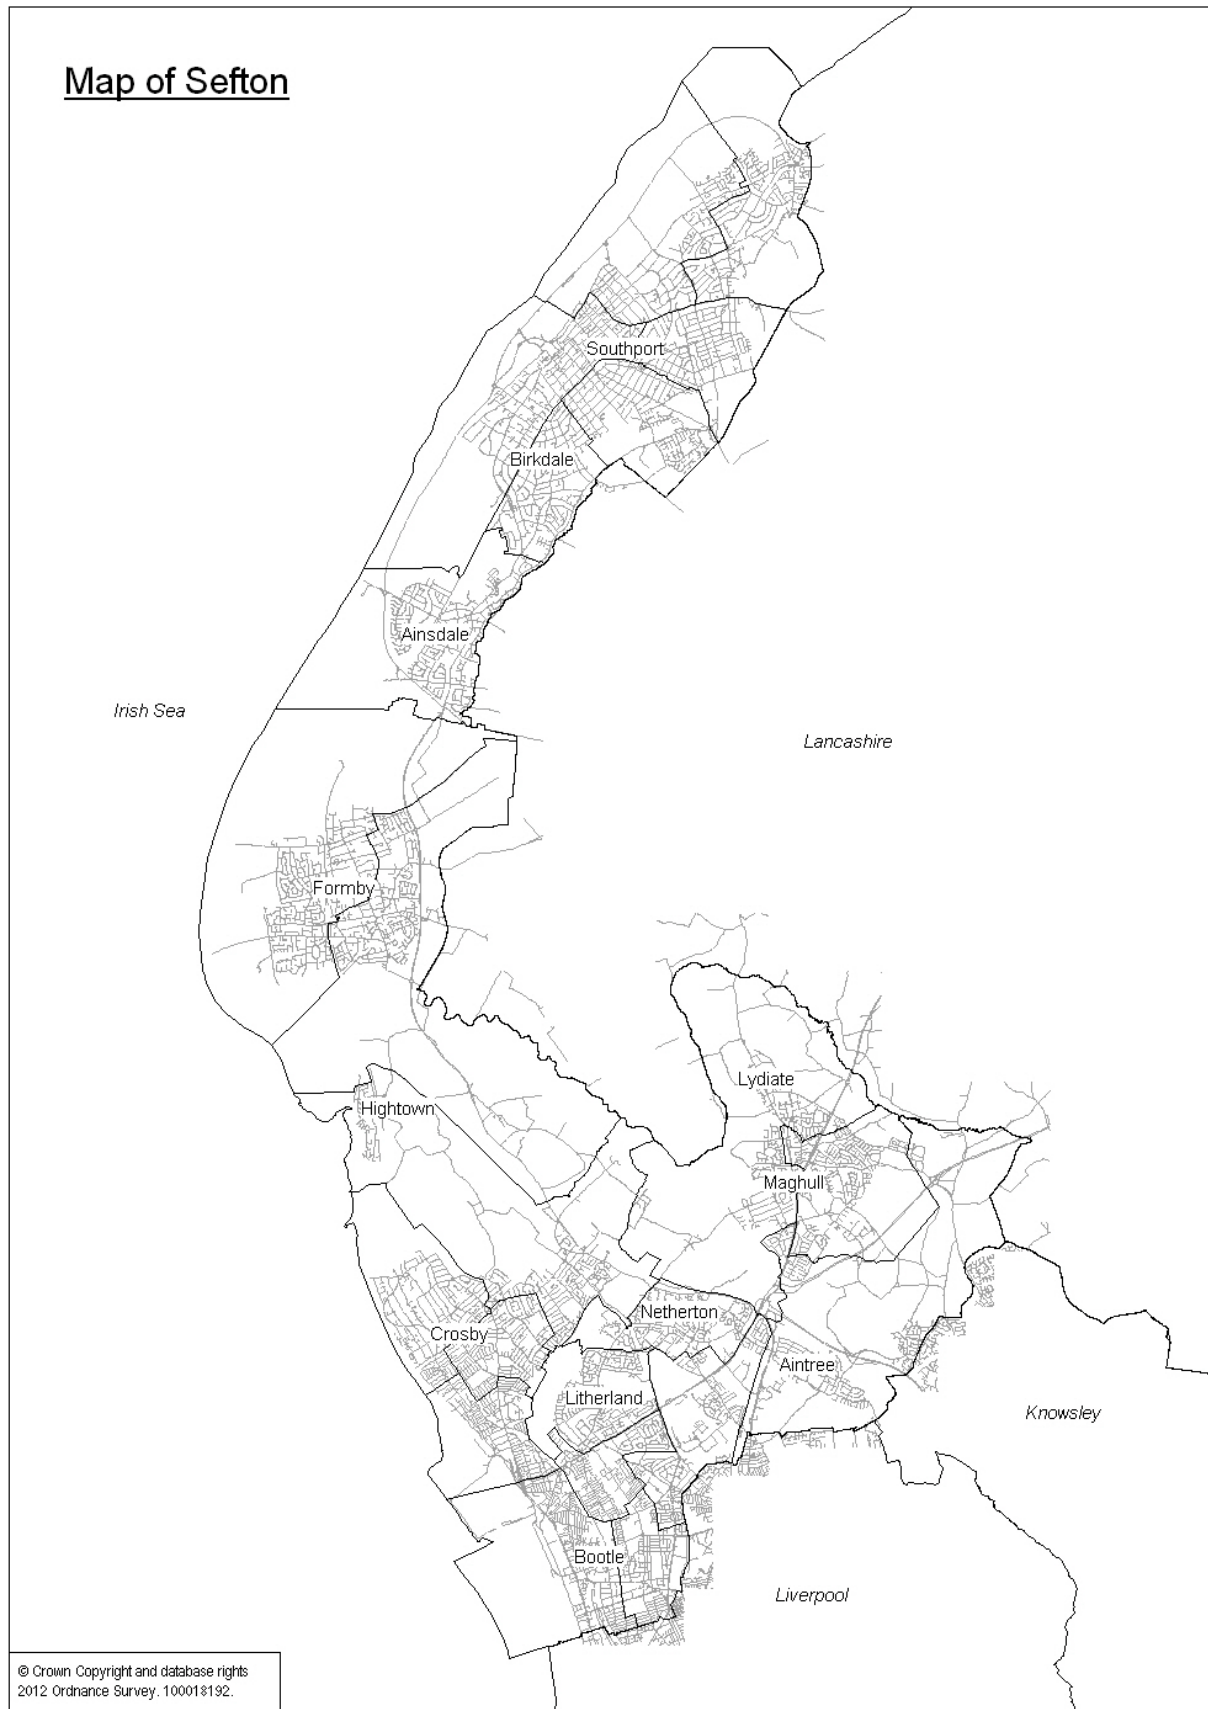 Map of Sefton
Southport
Birkdale
Ainsdale
Irish Sea
Lancashire
Formby
Lydiate
Hightown
Maghull
Netherton
Crosby
Aintree
Litherland
Knowsley
Bootle
Liverpool
© Crown Copyright and database rights
2012 Ordnance Survey. 100018192.